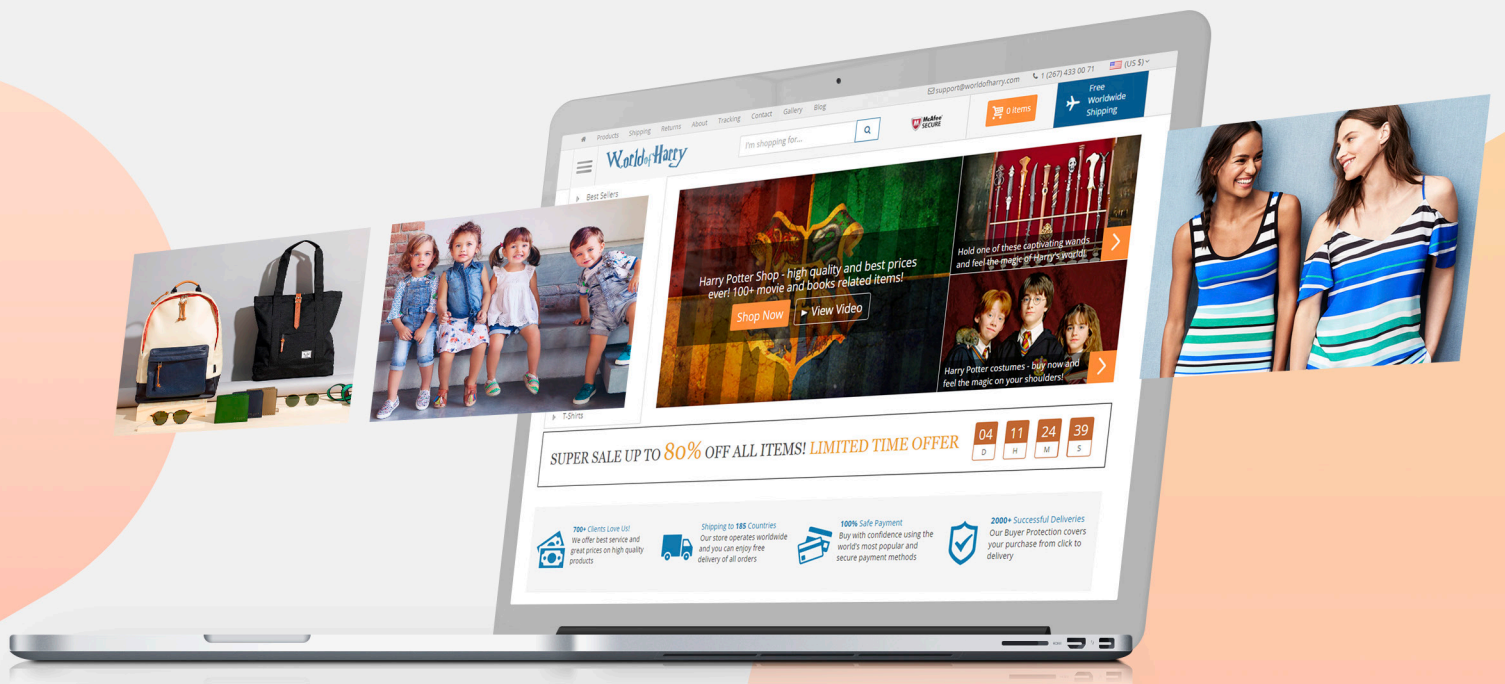 support@worldofharry.com
1 (267) 433 00 71
(US $)
Products
Shipping
Returns
About
Tracking
Contact
Gallery
Blog
World of Harry
I'm shopping for...
McAfee
SECURE
0 items
Free
Worldwide
Shipping
Best Sellers
Harry Potter Shop - high quality and best prices
ever! 100+ movie and books related items!
Shop Now
View Video
Hold one of these captivating wands
and feel the magic of Harry's world!
Harry Potter costumes - buy now and
feel the magic on your shoulders!
T-Shirts
SUPER SALE UP TO 80% OFF ALL ITEMS! LIMITED TIME OFFER
04 11 24 39
D H M S
700+ Clients Love Us!
We offer best service and
great prices on high quality
products
Shipping to 185 Countries
Our store operates worldwide
and you can enjoy free
delivery of all orders
100% Safe Payment
Buy with confidence using the
world's most popular and
secure payment methods
2000+ Successful Deliveries
Our Buyer Protection covers
your purchase from click to
delivery